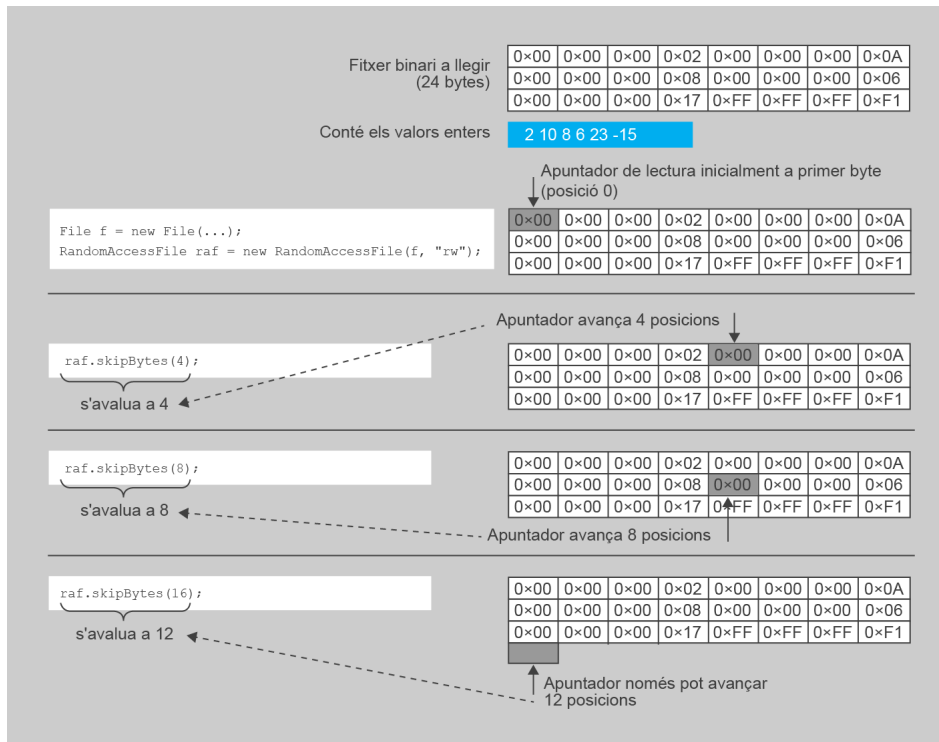 Fitxer binari a llegir
(24 bytes)
0×00 0×00 0×00 0×02 0×00 0×00 0×00 0×0A
0×00 0×00 0×00 0×08 0×00 0×00 0×00 0×06
0×00 0×00 0×00 0×17 0×FF 0×FF 0×FF 0×F1
Conté els valors enters
2 10 8 6 23 -15
Apuntador de lectura inicialment a primer byte
(posició 0)
File f = new File(...);
RandomAccessFile raf = new RandomAccessFile(f, "rw");
0×00 0×00 0×00 0×02 0×00 0×00 0×00 0×0A
0×00 0×00 0×00 0×08 0×00 0×00 0×00 0×06
0×00 0×00 0×00 0×17 0×FF 0×FF 0×FF 0×F1
Apuntador avança 4 posicions
raf.skipBytes(4);
s'avalua a 4
0×00 0×00 0×00 0×02 0×00 0×00 0×00 0×0A
0×00 0×00 0×00 0×08 0×00 0×00 0×00 0×06
0×00 0×00 0×00 0×17 0×FF 0×FF 0×FF 0×F1
raf.skipBytes(8);
s'avalua a 8
0×00 0×00 0×00 0×02 0×00 0×00 0×00 0×0A
0×00 0×00 0×00 0×08 0×00 0×00 0×00 0×06
0×00 0×00 0×00 0×17 0×FF 0×FF 0×FF 0×F1
Apuntador avança 8 posicions
raf.skipBytes(16);
s'avalua a 12
0×00 0×00 0×00 0×02 0×00 0×00 0×00 0×0A
0×00 0×00 0×00 0×08 0×00 0×00 0×00 0×06
0×00 0×00 0×00 0×17 0×FF 0×FF 0×FF 0×F1
Apuntador només pot avançar
12 posicions